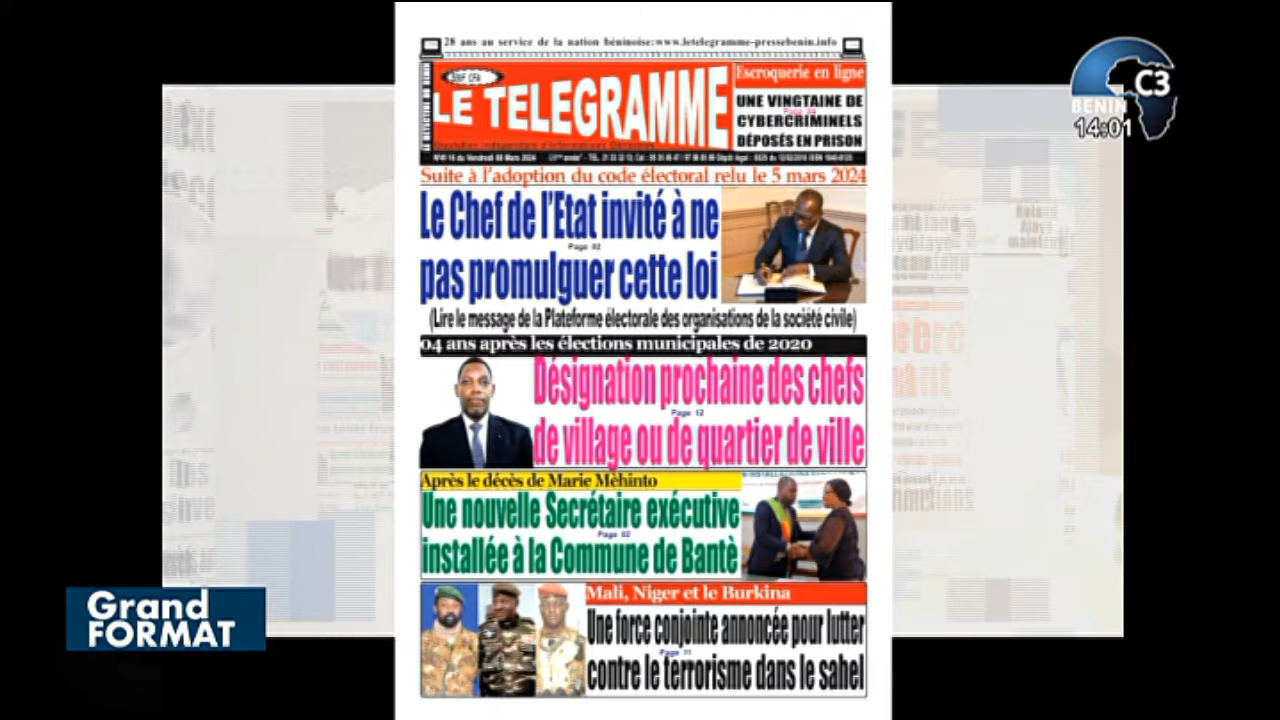 28 ans au service de la nation béninoise:www.letelegramme-pressebenin.info
LE TELEGRAMME
Escroquerie en ligne
UNE VINGTAINE DE
CYBERCRIMINELS
DÉPOSÉS EN PRISON
Suite à l'adoption du code électoral relu le 5 mars 2024
Le Chef de l'Etat invité à ne
Page 02
pas promulguer cette loi
(Lire le message de la Plateforme électorale des organisations de la société civile)
04 ans après les élections municipales de 2020
Désignation prochaine des chefs
Page 12
de village ou de quartier de ville
Après le décès de Marie Mèhinto
Une nouvelle Secrétaire exécutive
Page 02
installée à la Commune de Bantè
Mali, Niger et le Burkina
Une force conjointe annoncée pour lutter
Page 11
contre le terrorisme dans le sahel
C3
BENIN
14:01
Grand
FORMAT